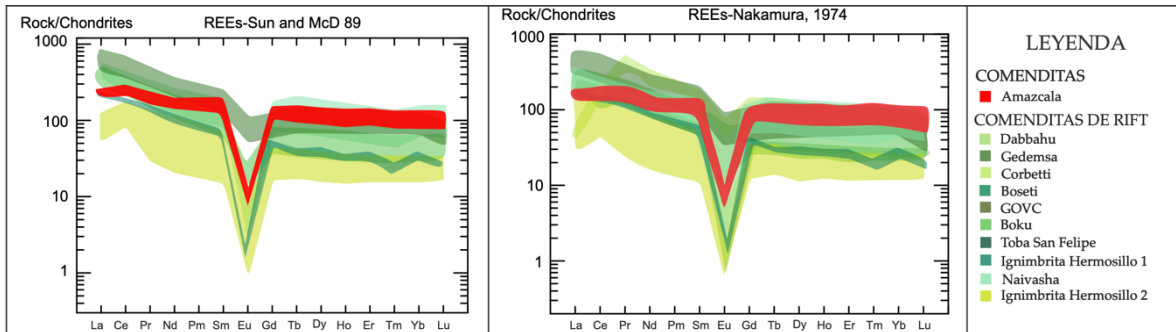 Rock/Chondrites
REEs-Sun and McD 89
1000
100
10
1
La Ce Pr Nd Pm Sm Eu Gd Tb Dy Ho Er Tm Yb Lu
Rock/Chondrites
REEs-Nakamura, 1974
1000
100
10
1
La Ce Pr Nd Pm Sm Eu Gd Tb Dy Ho Er Tm Yb Lu
LEYENDA
COMENDITAS
Amazcala
COMENDITAS DE RIFT
Dabbahu
Gedemsa
Corbetti
Boseti
GOVC
Boku
Toba San Felipe
Ignimbrita Hermosillo 1
Naivasha
Ignimbrita Hermosillo 2